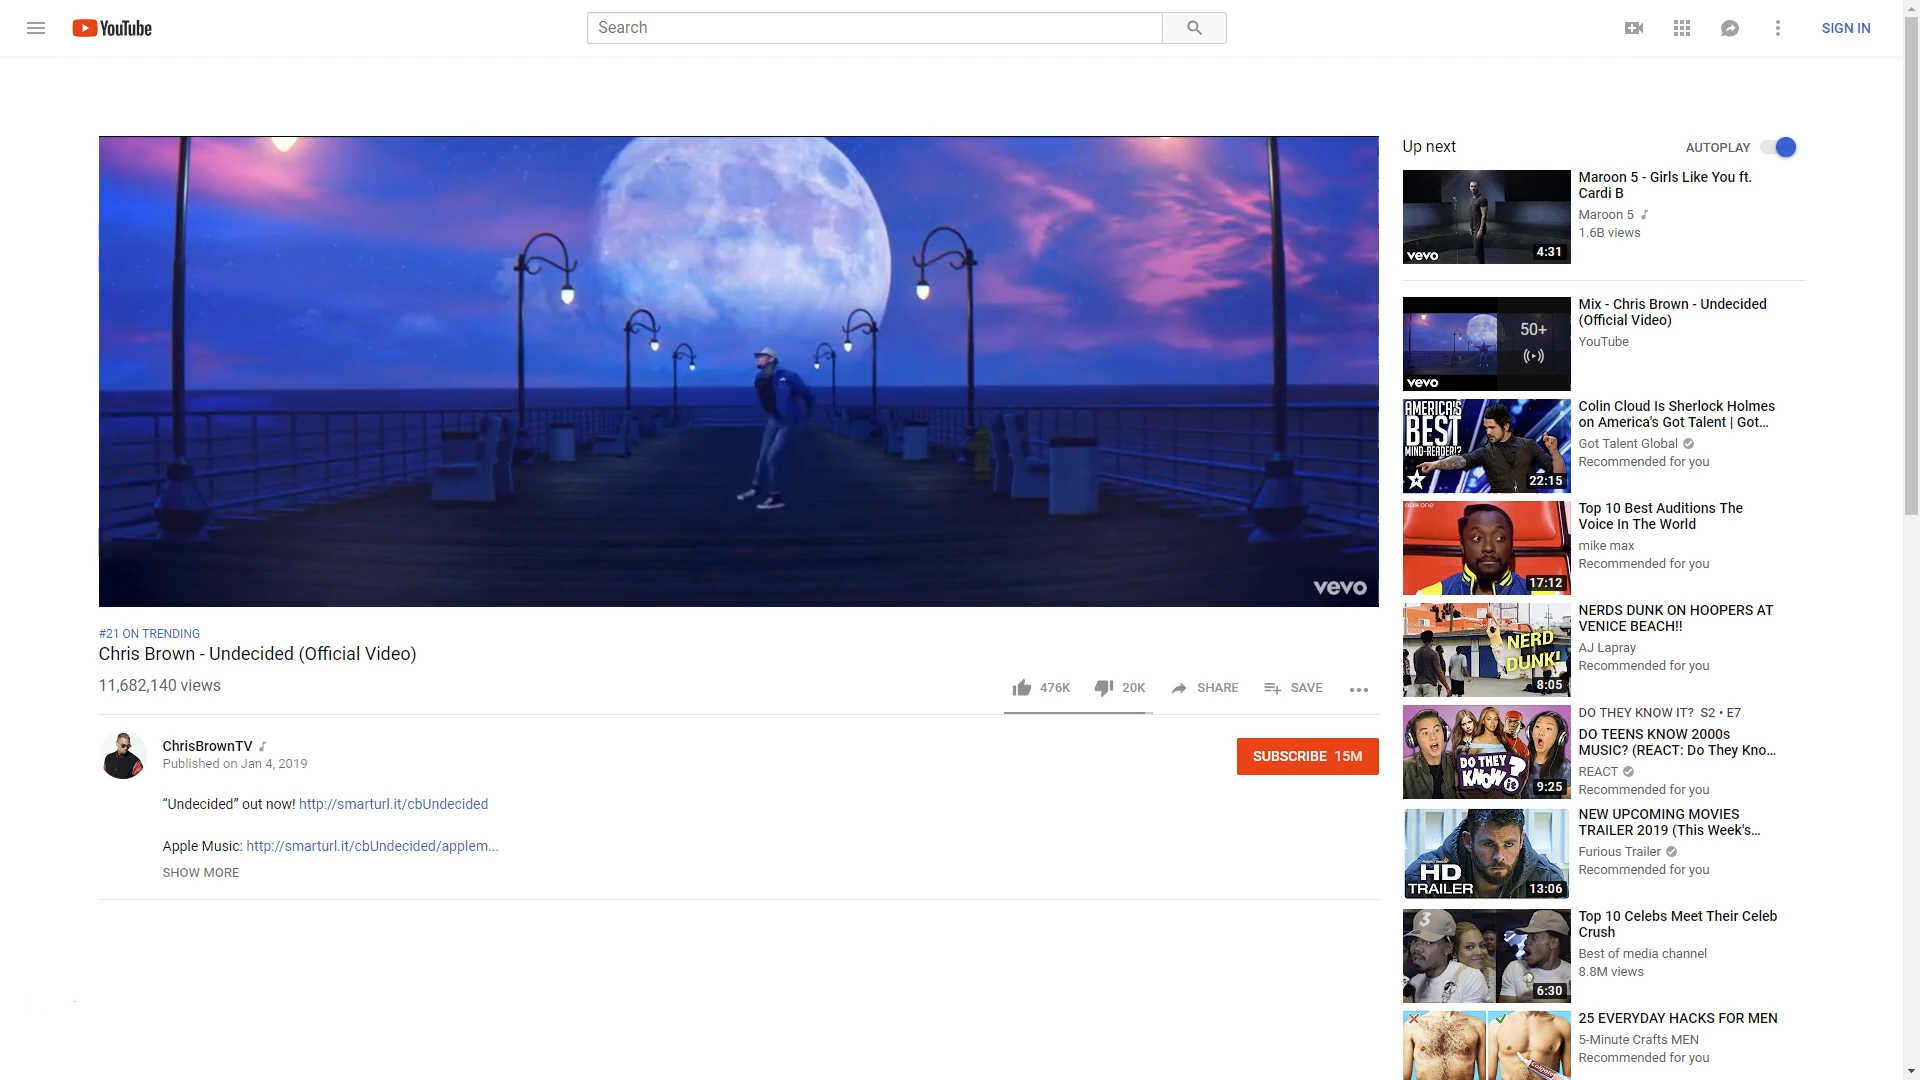 YouTube
Search
SIGN IN
vevo
#21 ON TRENDING
Chris Brown - Undecided (Official Video)
11,682,140 views
476K
20K
SHARE
SAVE
ChrisBrownTV
Published on Jan 4, 2019
SUBSCRIBE 15M
“Undecided” out now! http://smarturl.it/cbUndecided
Apple Music: http://smarturl.it/cbUndecided/applem...
SHOW MORE
Up next
AUTOPLAY
vevo
4:31
Maroon 5 - Girls Like You ft.
Cardi B
Maroon 5
1.6B views
50+
vevo
Mix - Chris Brown - Undecided
(Official Video)
YouTube
AMERICA'S
BEST
MIND-READER!?
22:15
Colin Cloud Is Sherlock Holmes
on America's Got Talent | Got...
Got Talent Global
Recommended for you
17:12
Top 10 Best Auditions The
Voice In The World
mike max
Recommended for you
NERD
DUNK!
8:05
NERDS DUNK ON HOOPERS AT
VENICE BEACH!!
AJ Lapray
Recommended for you
DO THEY
KNOW it?
9:25
DO THEY KNOW IT? S2 • E7
DO TEENS KNOW 2000s
MUSIC? (REACT: Do They Kno...
REACT
Recommended for you
HD
TRAILER
13:06
NEW UPCOMING MOVIES
TRAILER 2019 (This Week's...
Furious Trailer
Recommended for you
3
6:30
Top 10 Celebs Meet Their Celeb
Crush
Best of media channel
8.8M views
Colgate
25 EVERYDAY HACKS FOR MEN
5-Minute Crafts MEN
Recommended for you